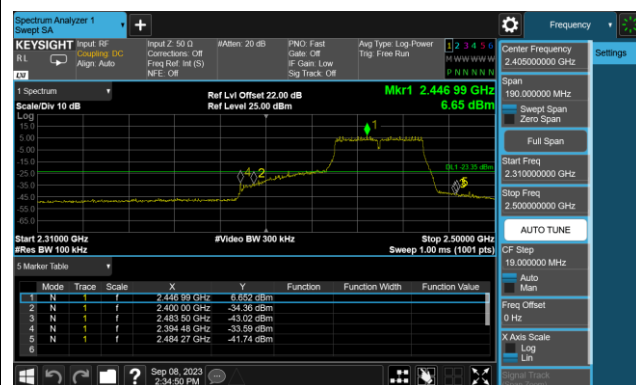 Spectrum Analyzer 1
Swept SA
+
Frequency
KEYSIGHT
RL
LXI
Input: RF
Coupling: DC
Align: Auto
Input Z: 50 Ω
Corrections: Off
Freq Ref: Int (S)
NFE: Off
#Atten: 20 dB
PNO: Fast
Gate: Off
IF Gain: Low
Sig Track: Off
Avg Type: Log-Power
Trig: Free Run
1 2 3 4 5 6
M W W W W W
P N N N N N
Center Frequency
2.405000000 GHz
Settings
Span
190.000000 MHz
Swept Span
Zero Span
Full Span
Start Freq
2.310000000 GHz
Stop Freq
2.500000000 GHz
AUTO TUNE
CF Step
19.000000 MHz
Auto
Man
Freq Offset
0 Hz
X Axis Scale
Log
Lin
Signal Track
1 Spectrum
Scale/Div 10 dB
Ref Lvl Offset 22.00 dB
Ref Level 25.00 dBm
Mkr1 2.446 99 GHz
6.65 dBm
Log
15.0
5.00
-5.00
-15.0
-25.0
-35.0
-45.0
-55.0
-65.0
1
4
2
DL1 -23.35 dBm
Start 2.31000 GHz
#Video BW 300 kHz
Stop 2.50000 GHz
#Res BW 100 kHz
Sweep 1.00 ms (1001 pts)
5 Marker Table
Mode Trace Scale X Y Function Function Width Function Value
1 N 1 f 2.446 99 GHz 6.652 dBm
2 N 1 f 2.400 00 GHz -34.36 dBm
3 N 1 f 2.483 50 GHz -43.02 dBm
4 N 1 f 2.394 48 GHz -33.59 dBm
5 N 1 f 2.484 27 GHz -41.74 dBm
6
?
Sep 08, 2023
2:34:50 PM